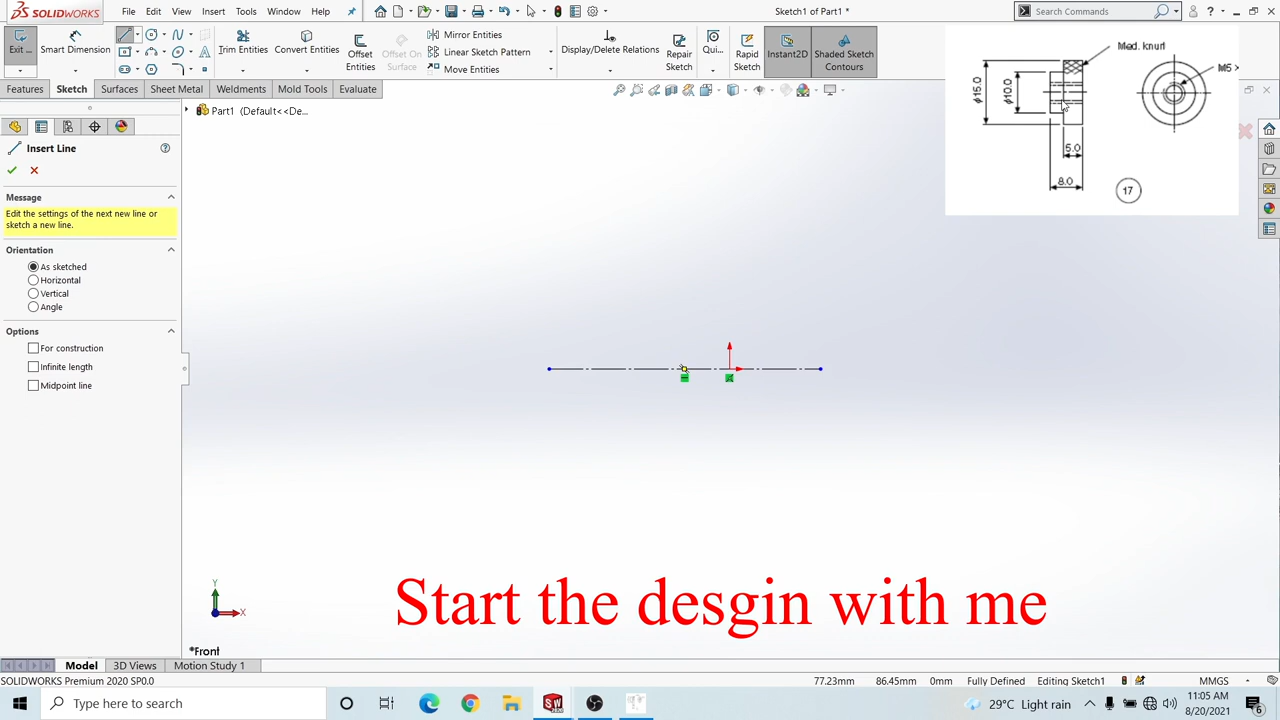 SOLIDWORKS File Edit View Insert Tools Window Help Sketch1 of Part1 * Search Commands
Exit ... Smart Dimension Trim Entities Convert Entities Offset Entities Offset On Surface Mirror Entities Linear Sketch Pattern Move Entities Display/Delete Relations Repair Sketch Qui... Rapid Sketch Instant2D Shaded Sketch Contours
Features Sketch Surfaces Sheet Metal Weldments Mold Tools Evaluate
Part1 (Default<<De...
Insert Line
Message
Edit the settings of the next new line or
sketch a new line.
Orientation
As sketched
Horizontal
Vertical
Angle
Options
For construction
Infinite length
Midpoint line
Med. knurl
M5 ×
Ø15.0
Ø10.0
5.0
8.0
17
Start the desgin with me
Y
X
*Front
Model 3D Views Motion Study 1
SOLIDWORKS Premium 2020 SP0.0 77.23mm 86.45mm 0mm Fully Defined Editing Sketch1 MMGS
Type here to search 29°C Light rain 11:05 AM
8/20/2021
6